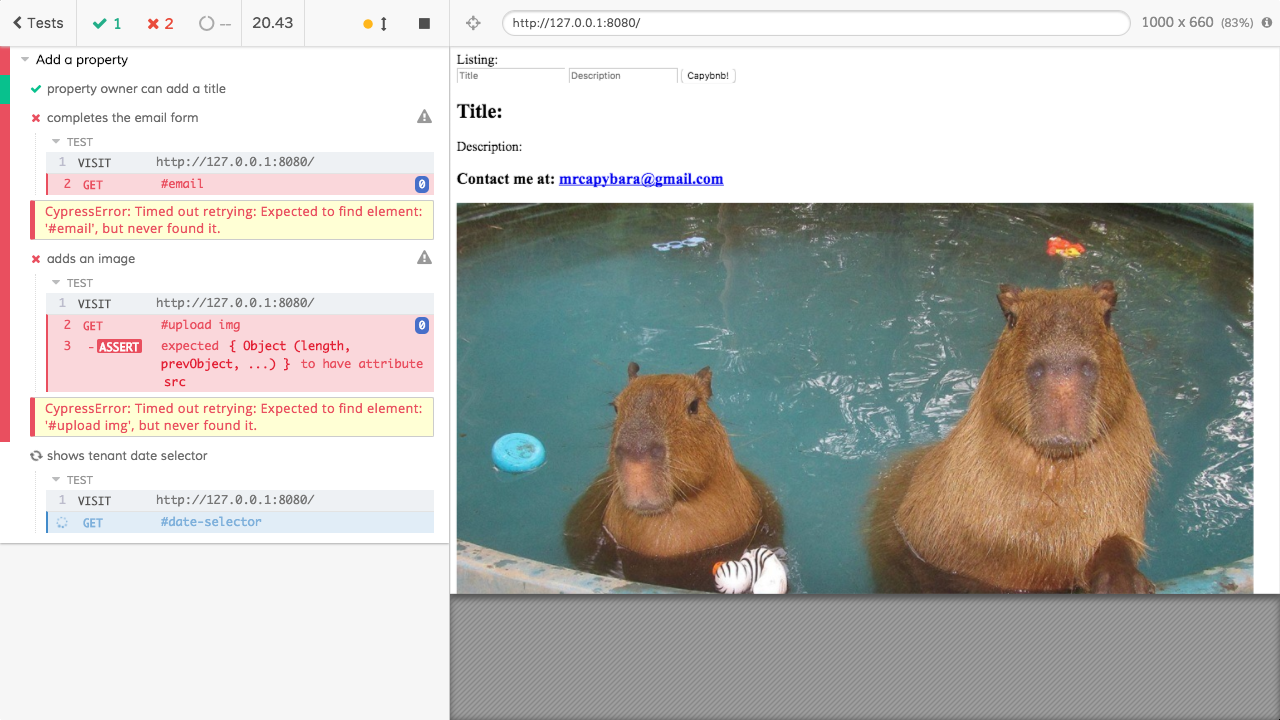 Tests
1
2
--
20.43
http://127.0.0.1:8080/
1000 x 660 (83%)
Add a property
property owner can add a title
completes the email form
TEST
1 VISIT http://127.0.0.1:8080/
2 GET #email 0
CypressError: Timed out retrying: Expected to find element:
'#email', but never found it.
adds an image
TEST
1 VISIT http://127.0.0.1:8080/
2 GET #upload img 0
3 -ASSERT expected { Object (length,
prevObject, ...) } to have attribute
src
CypressError: Timed out retrying: Expected to find element:
'#upload img', but never found it.
shows tenant date selector
TEST
1 VISIT http://127.0.0.1:8080/
GET #date-selector
Listing:
Title Description Capybnb!
Title:
Description:
Contact me at: mrcapybara@gmail.com